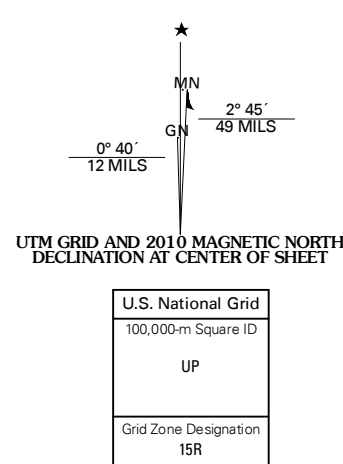 MN
2° 45´
49 MILS
GN
0° 40´
12 MILS
UTM GRID AND 2010 MAGNETIC NORTH
DECLINATION AT CENTER OF SHEET
U.S. National Grid
100,000-m Square ID
UP
Grid Zone Designation
15R